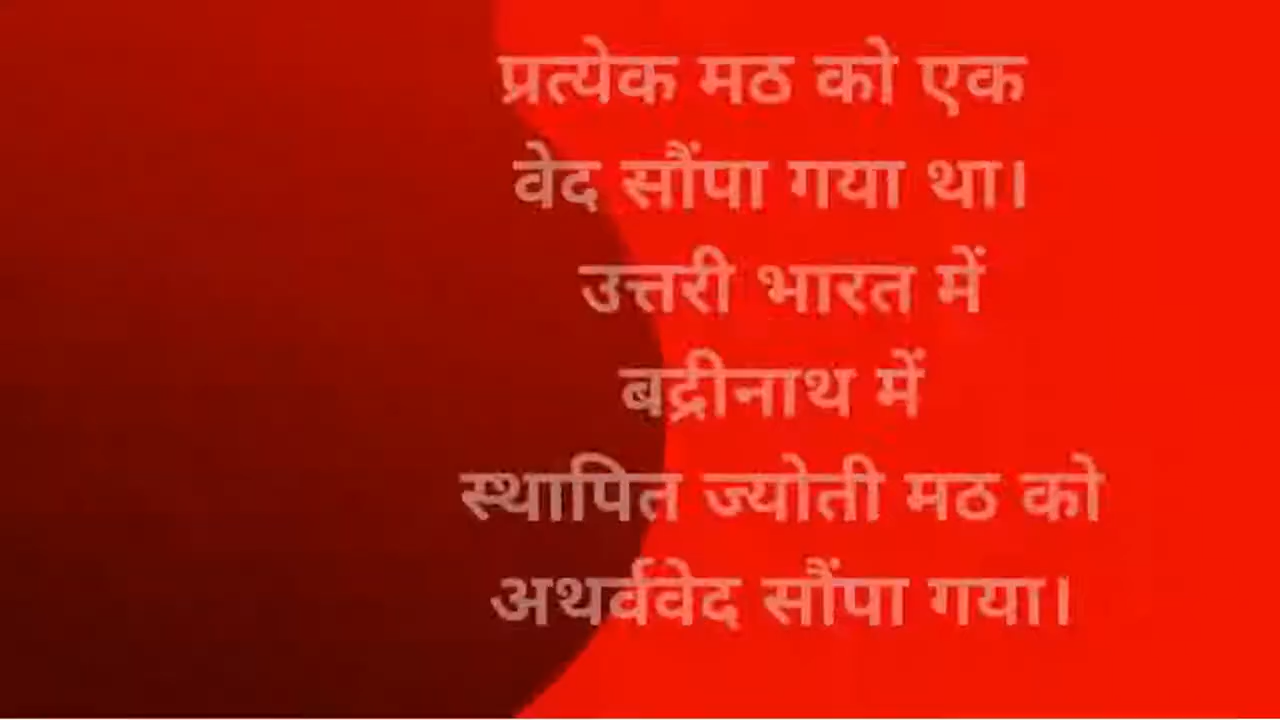 प्रत्येक मठ को एक
वेद सौंपा गया था।
उत्तरी भारत में
बद्रीनाथ में
स्थापित ज्योती मठ को
अथर्ववेद सौंपा गया।